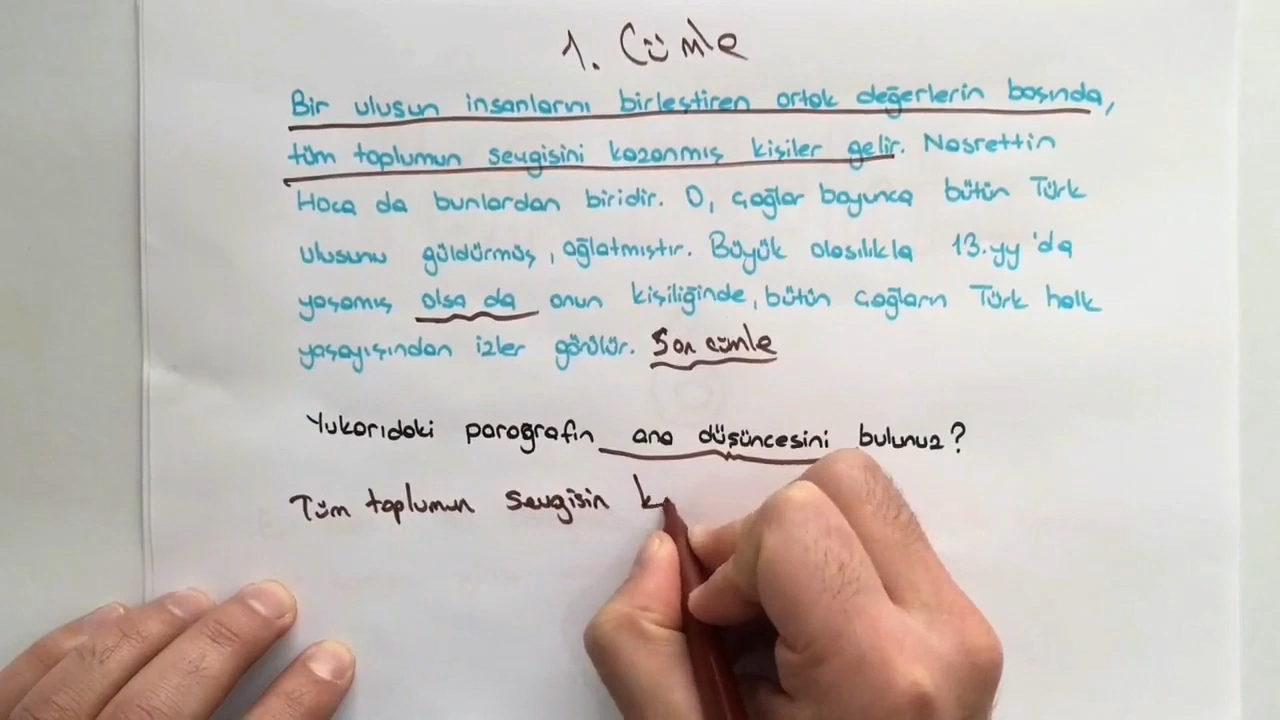 1. Cümle
Bir ulusun insanlarını birleştiren ortak değerlerin başında,
tüm toplumun sevgisini kazanmış kişiler gelir. Nasrettin
Hoca da bunlardan biridir. O, çağlar boyunca bütün Türk
ulusunu güldürmüş, ağlatmıştır. Büyük olasılıkla 13.yy'da
yaşamış olsa da onun kişiliğinde, bütün çağların Türk halk
yaşayışından izler görülür. Son cümle
Yukarıdaki paragrafın ana düşüncesini bulunuz?
Tüm toplumun sevgisin k